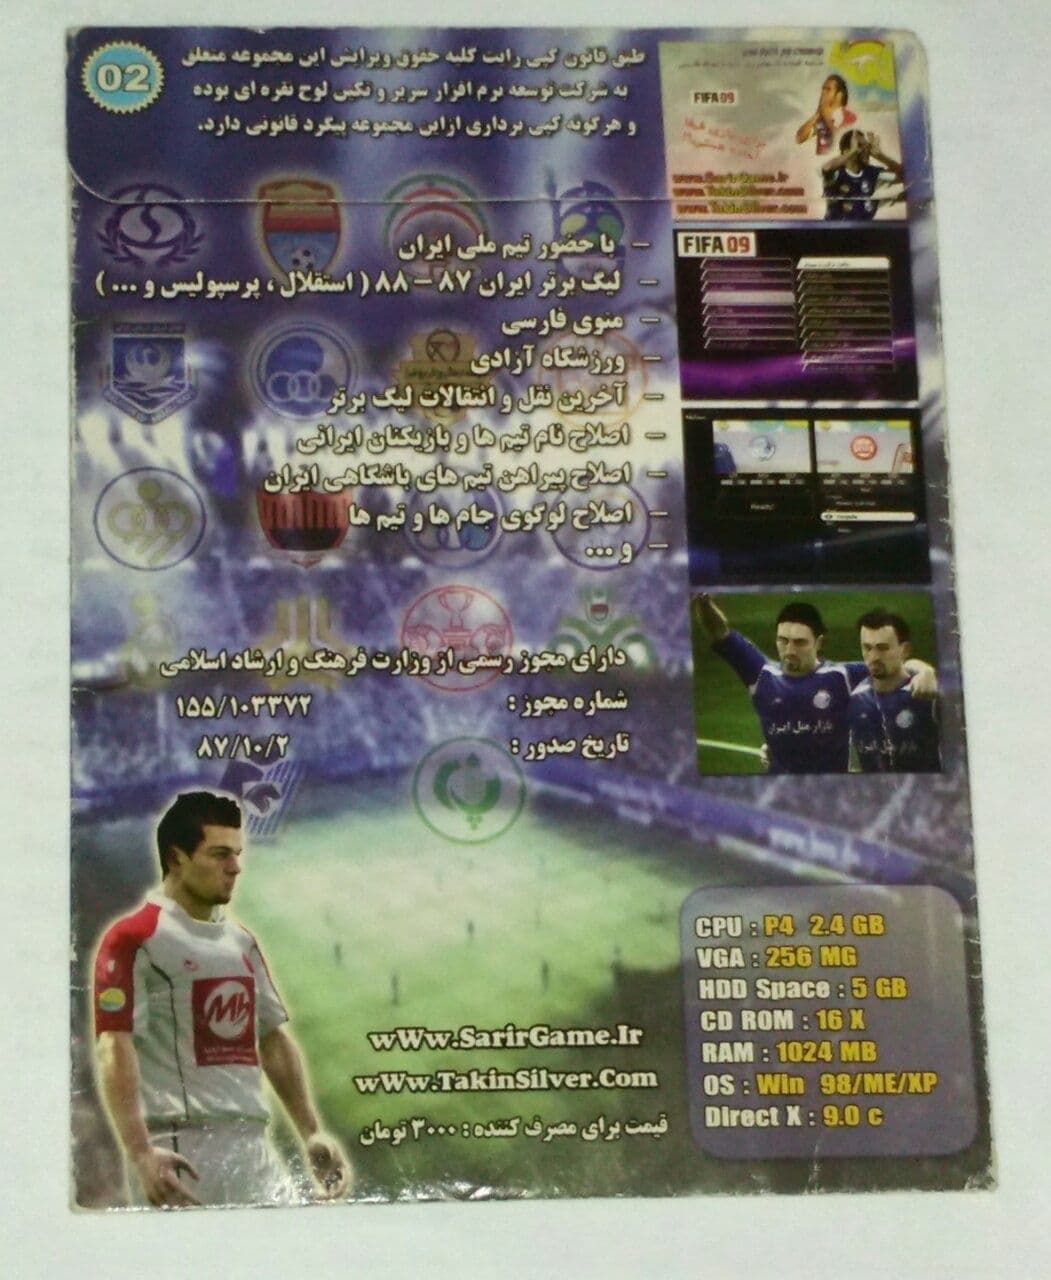 02
طبق قانون کپی رایت کلیه حقوق ویرایش این مجموعه متعلق
به شرکت توسعه نرم افزار سریر و تکین لوح نقره ای بوده
و هرگونه کپی برداری ازاین مجموعه پیگرد قانونی دارد.
FIFA 09
www.SarirGame.Ir
www.TakinSilver.com
www.TakinSilver.com
FIFA 09
– با حضور تیم ملی ایران
– لیگ برتر ایران ۸۷ – ۸۸ ( استقلال ، پرسپولیس و ... )
– منوی فارسی
– ورزشگاه آزادی
– آخرین نقل و انتقالات لیگ برتر
– اصلاح نام تیم ها و بازیکنان ایرانی
– اصلاح پیراهن تیم های باشگاهی ایران
– اصلاح لوگوی جام ها و تیم ها
– و ...
دارای مجوز رسمی از وزارت فرهنگ و ارشاد اسلامی
شماره مجوز : ۱۵۵/۱۰۳۳۷۲
تاریخ صدور : ۸۷/۱۰/۲
CPU : P4 2.4 GB
VGA : 256 MG
HDD Space : 5 GB
CD ROM : 16 X
RAM : 1024 MB
OS : Win 98/ME/XP
Direct X : 9.0 c
wWw.SarirGame.Ir
wWw.TakinSilver.Com
قیمت برای مصرف کننده : ۳۰۰۰ تومان